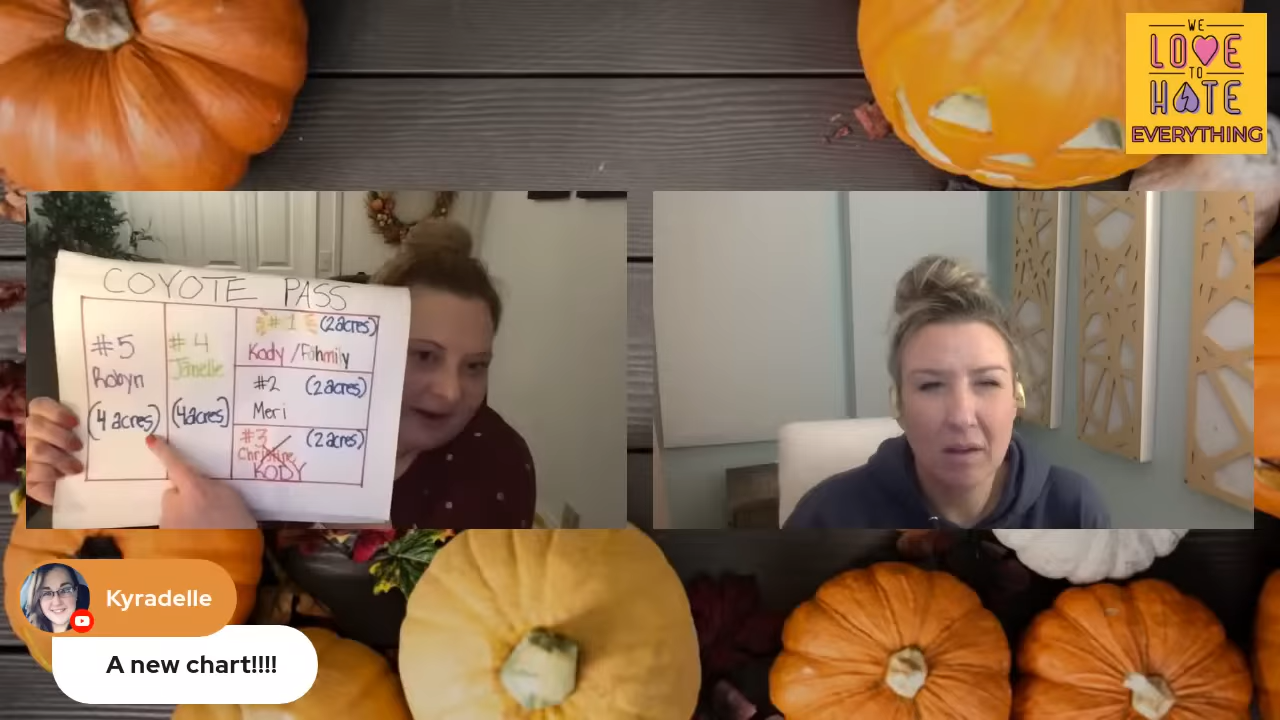 WE
LOVE
TO
HATE
EVERYTHING
COYOTE PASS
#5
Robyn
(4 acres)
#4
Janelle
(4acres)
#1 (2acres)
Kody /Fahmily
#2 (2acres)
Meri
#3 (2acres)
Christine
KODY
Kyradelle
A new chart!!!!